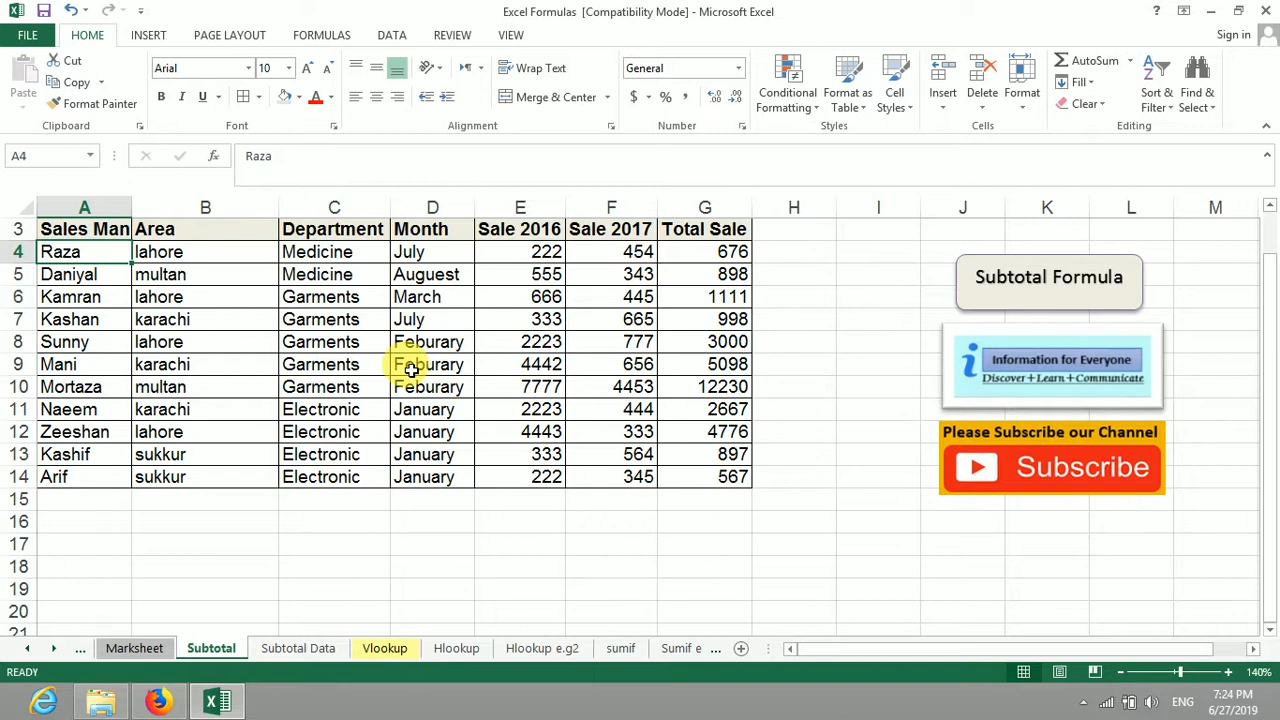 Excel Formulas [Compatibility Mode] - Microsoft Excel
FILE HOME INSERT PAGE LAYOUT FORMULAS DATA REVIEW VIEW Sign in
Paste
Cut
Copy
Format Painter
Clipboard
Arial 10
B I U A
Font
Wrap Text
Merge & Center
Alignment
General
$ % ,
Number
Conditional Formatting
Format as Table
Cell Styles
Styles
Insert Delete Format
Cells
AutoSum
Fill
Clear
Sort & Filter
Find & Select
Editing
A4 fx Raza
A B C D E F G H I J K L M
3 Sales Man Area Department Month Sale 2016 Sale 2017 Total Sale
4 Raza lahore Medicine July 222 454 676
5 Daniyal multan Medicine Auguest 555 343 898
6 Kamran lahore Garments March 666 445 1111
7 Kashan karachi Garments July 333 665 998
8 Sunny lahore Garments Feburary 2223 777 3000
9 Mani karachi Garments Feburary 4442 656 5098
10 Mortaza multan Garments Feburary 7777 4453 12230
11 Naeem karachi Electronic January 2223 444 2667
12 Zeeshan lahore Electronic January 4443 333 4776
13 Kashif sukkur Electronic January 333 564 897
14 Arif sukkur Electronic January 222 345 567
15
16
17
18
19
20
21
Subtotal Formula
i Information for Everyone
Discover+Learn+Communicate
Please Subscribe our Channel
Subscribe
... Marksheet Subtotal Subtotal Data Vlookup Hlookup Hlookup e.g2 sumif Sumif e ...
READY 140%
ENG 7:24 PM
6/27/2019